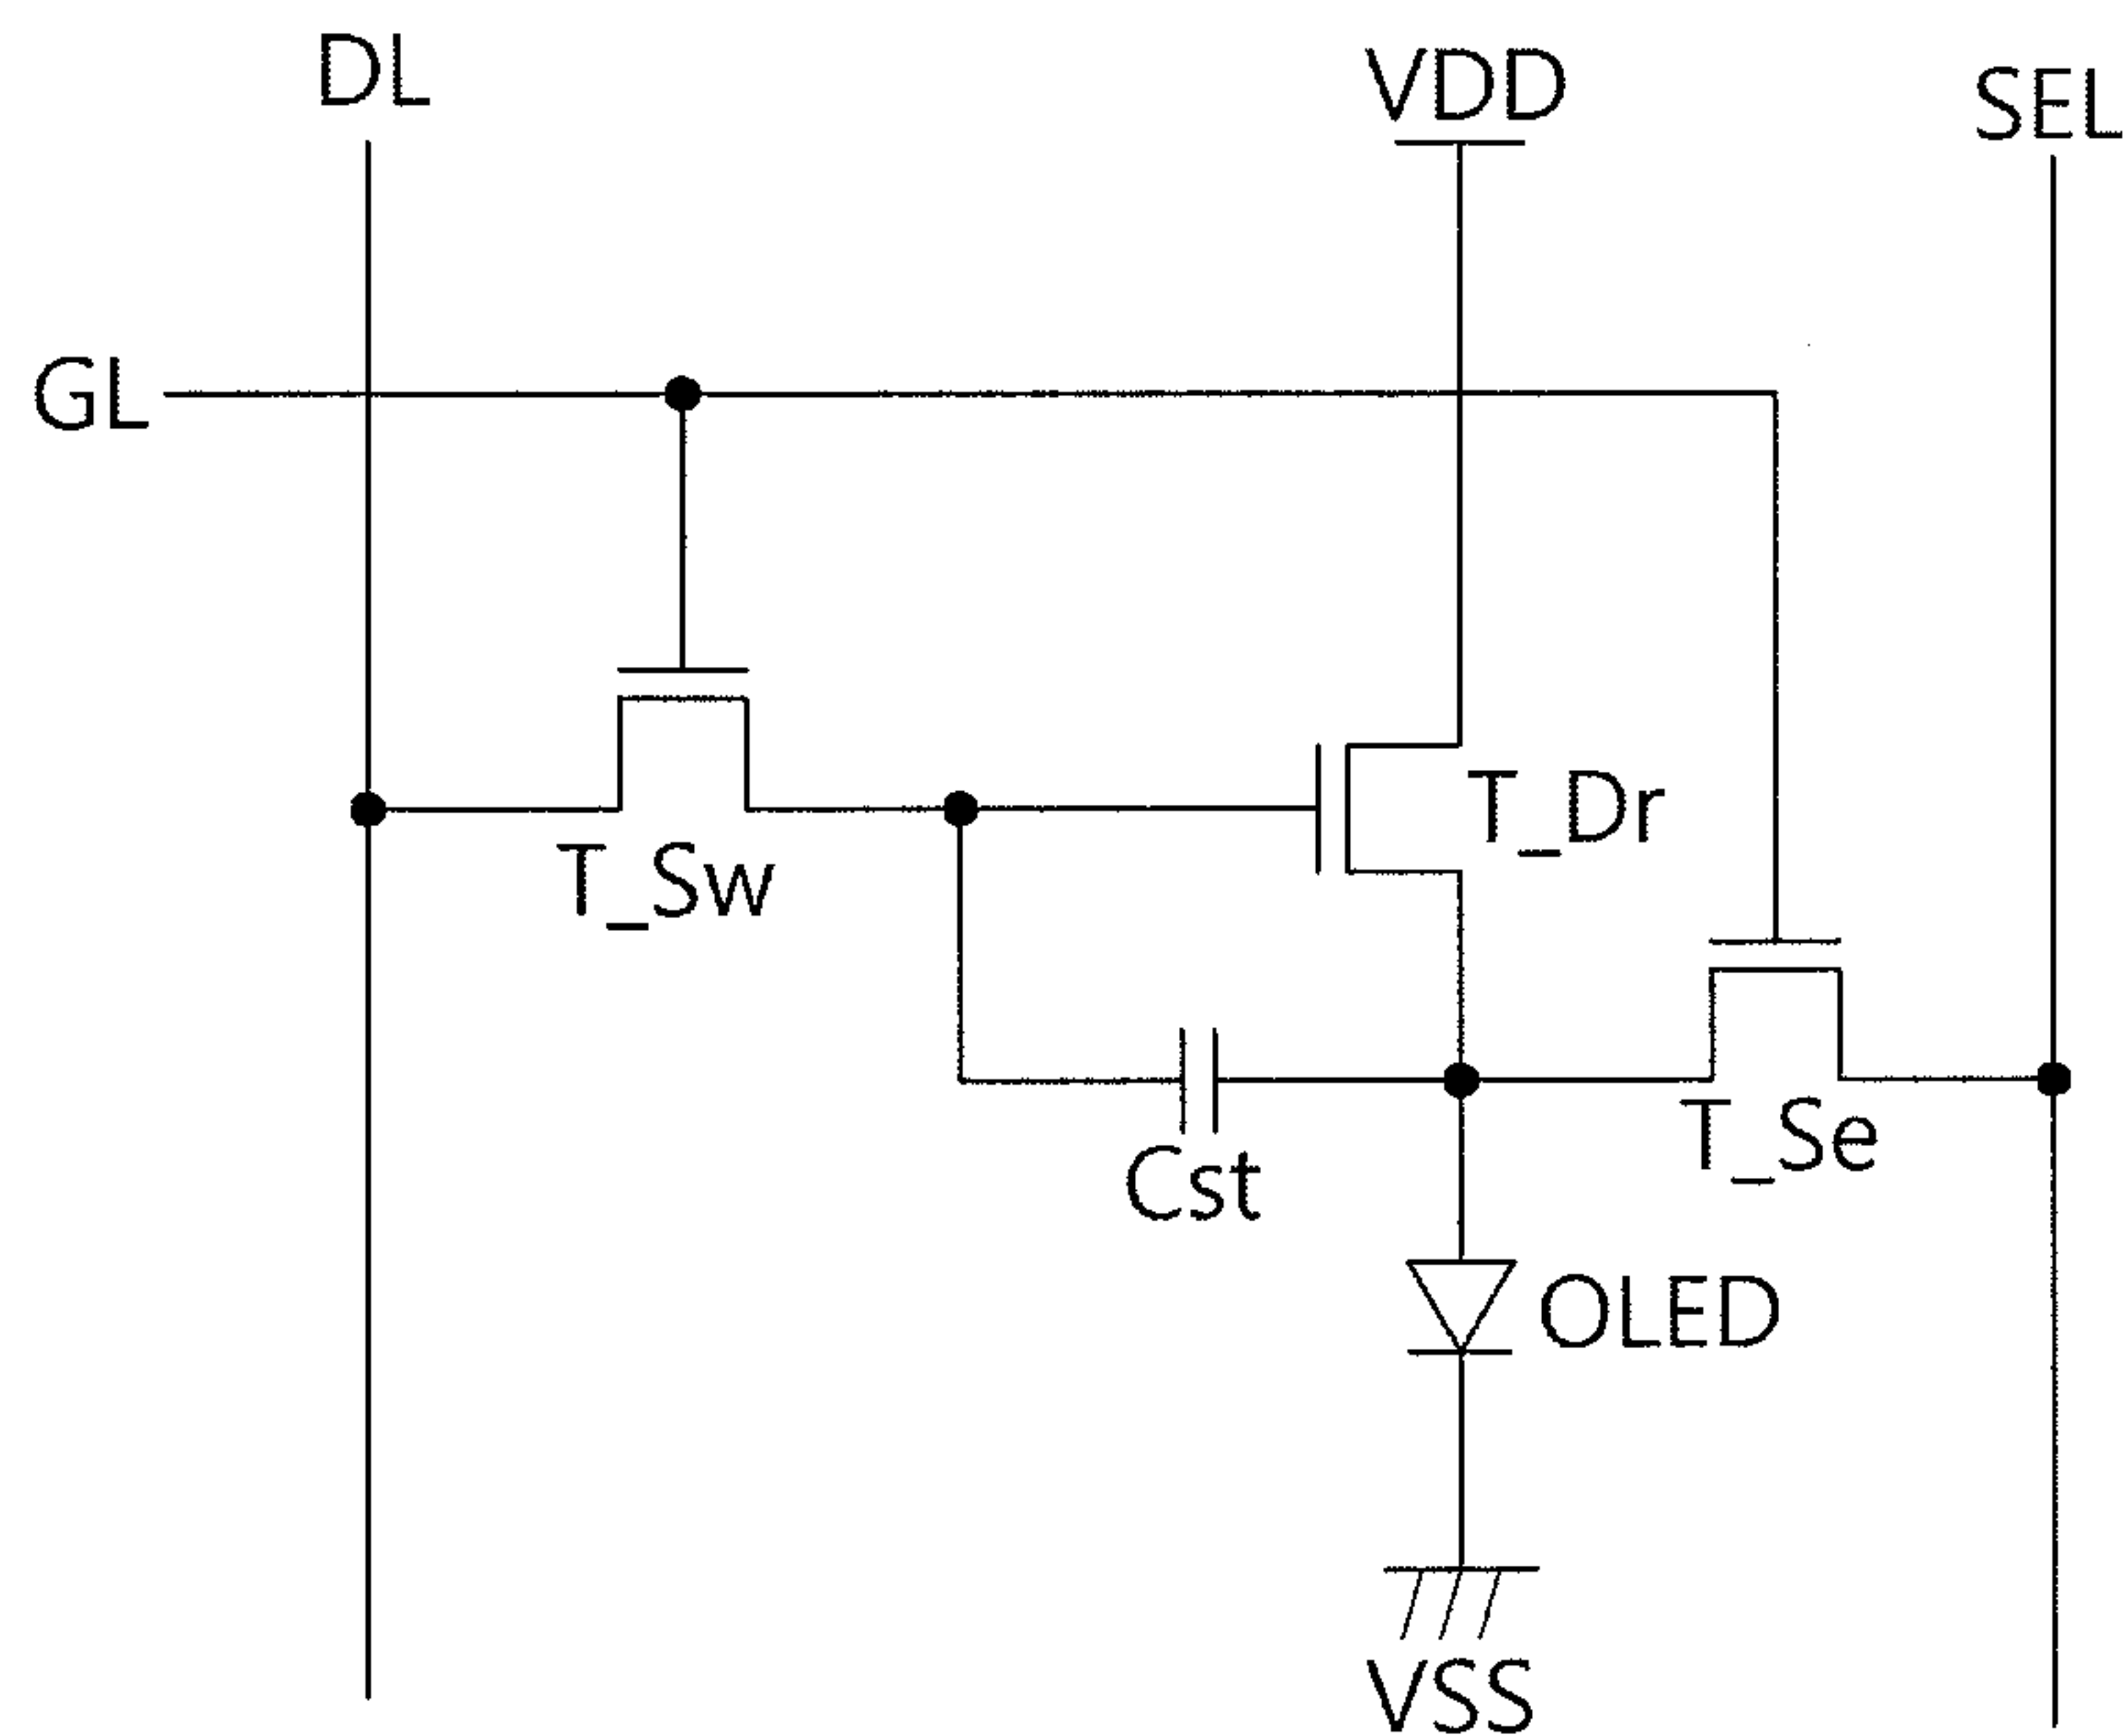 DL
VDD
SEL
GL
T_Dr
T_Sw
T_Se
Cst
OLED
VSS